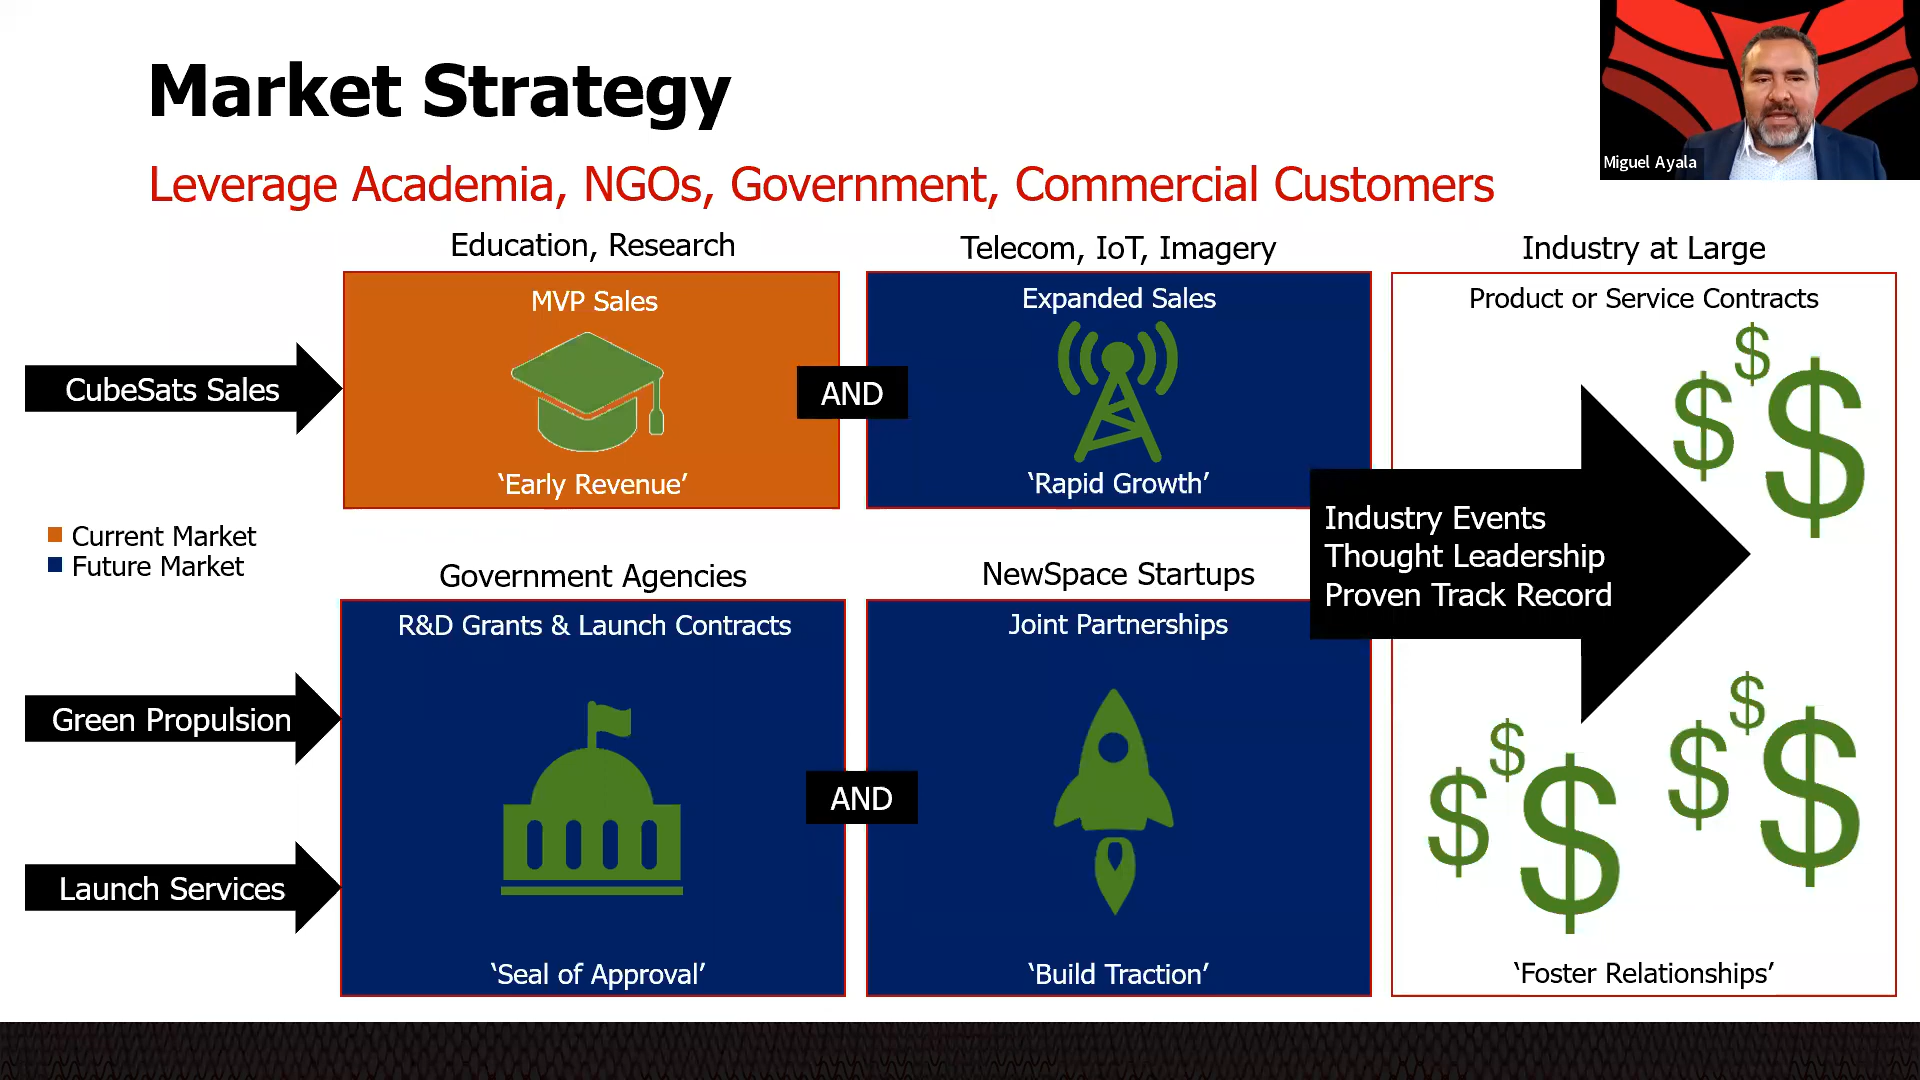 Market Strategy
Miguel Ayala
Leverage Academia, NGOs, Government, Commercial Customers
Education, Research
Telecom, IoT, Imagery
Industry at Large
MVP Sales
Expanded Sales
Product or Service Contracts
CubeSats Sales
AND
‘Early Revenue’
‘Rapid Growth’
Industry Events
Thought Leadership
Proven Track Record
Current Market
Future Market
Government Agencies
NewSpace Startups
R&D Grants & Launch Contracts
Joint Partnerships
Green Propulsion
AND
Launch Services
‘Seal of Approval’
‘Build Traction’
‘Foster Relationships’
$ $ $
$ $ $
$ $ $